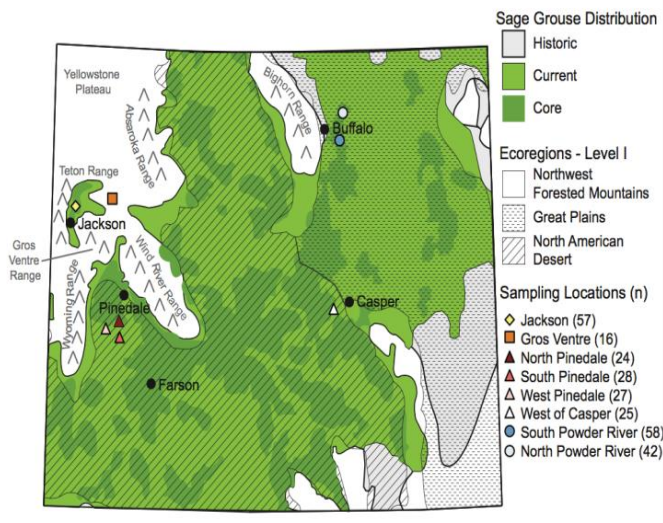 Sage Grouse Distribution
Historic
Current
Core
Ecoregions - Level I
Northwest
Forested Mountains
Great Plains
North American
Desert
Sampling Locations (n)
Jackson (57)
Gros Ventre (16)
North Pinedale (24)
South Pinedale (28)
West Pinedale (27)
West of Casper (25)
South Powder River (58)
North Powder River (42)
Yellowstone
Plateau
Absaroka Range
Bighorn Range
Buffalo
Teton Range
Jackson
Gros
Ventre
Range
Wind River Range
Wyoming Range
Pinedale
Casper
Farson